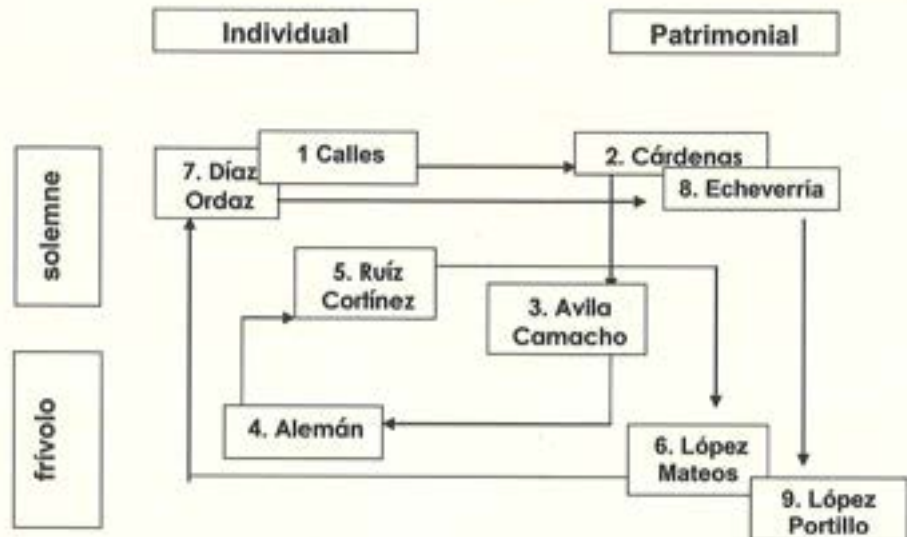 Individual
Patrimonial
solemne
1 Calles
2. Cárdenas
7. Díaz
Ordaz
8. Echeverría
5. Ruíz
Cortínez
3. Avila
Camacho
frívolo
4. Alemán
6. López
Mateos
9. López
Portillo